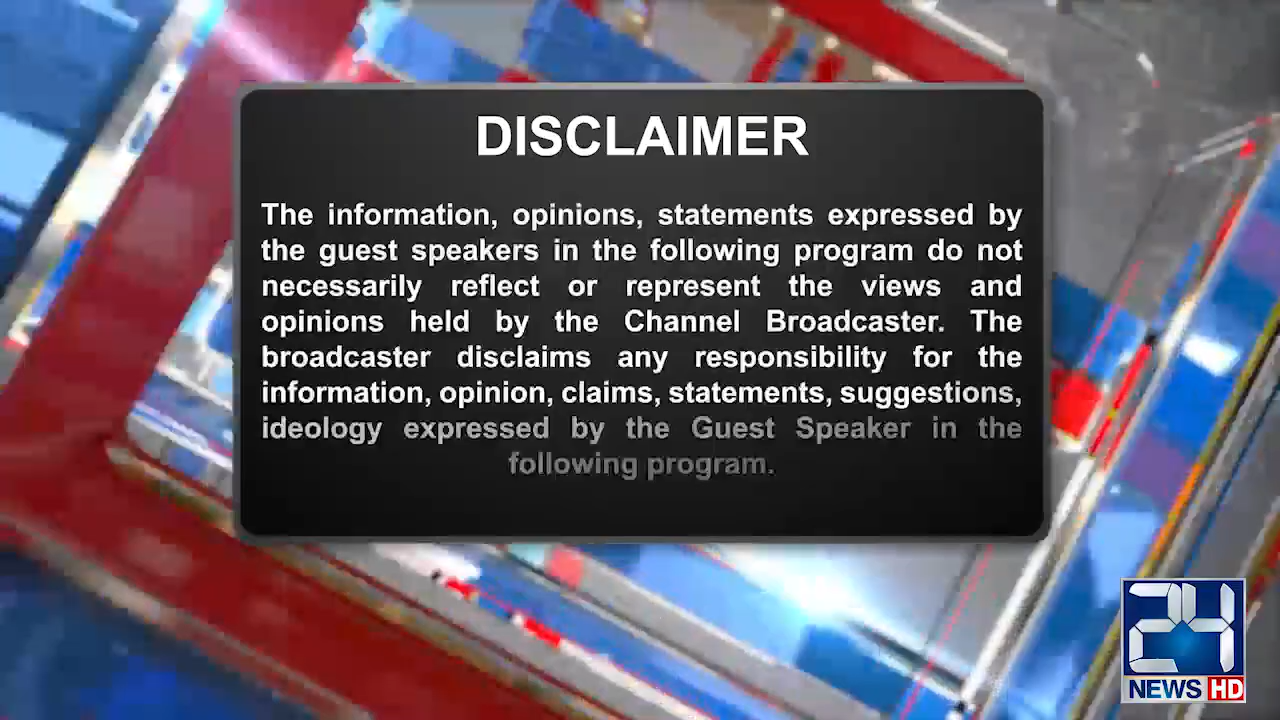 DISCLAIMER
The information, opinions, statements expressed by
the guest speakers in the following program do not
necessarily reflect or represent the views and
opinions held by the Channel Broadcaster. The
broadcaster disclaims any responsibility for the
information, opinion, claims, statements, suggestions,
ideology expressed by the Guest Speaker in the
following program.
24
NEWS HD